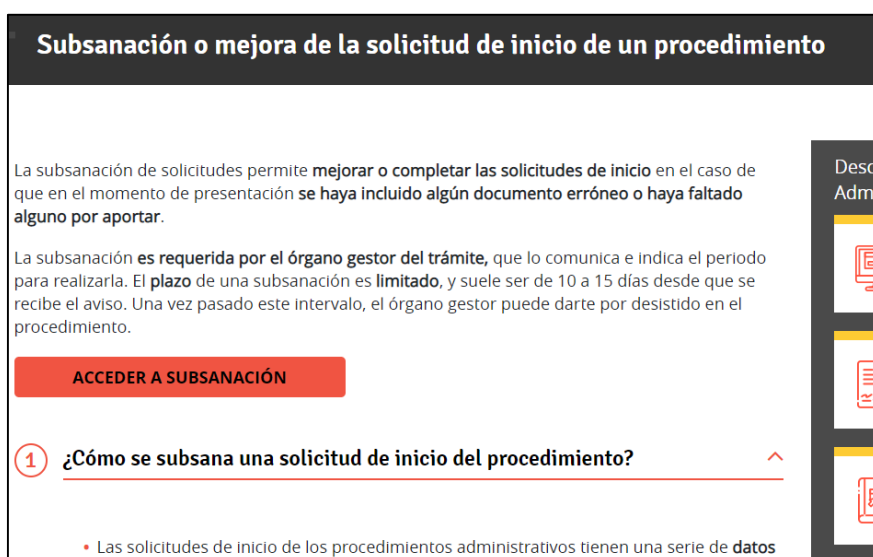 Subsanación o mejora de la solicitud de inicio de un procedimiento
La subsanación de solicitudes permite mejorar o completar las solicitudes de inicio en el caso de
que en el momento de presentación se haya incluido algún documento erróneo o haya faltado
alguno por aportar.
La subsanación es requerida por el órgano gestor del trámite, que lo comunica e indica el periodo
para realizarla. El plazo de una subsanación es limitado, y suele ser de 10 a 15 días desde que se
recibe el aviso. Una vez pasado este intervalo, el órgano gestor puede darte por desistido en el
procedimiento.
ACCEDER A SUBSANACIÓN
1 ¿Cómo se subsana una solicitud de inicio del procedimiento?
• Las solicitudes de inicio de los procedimientos administrativos tienen una serie de datos